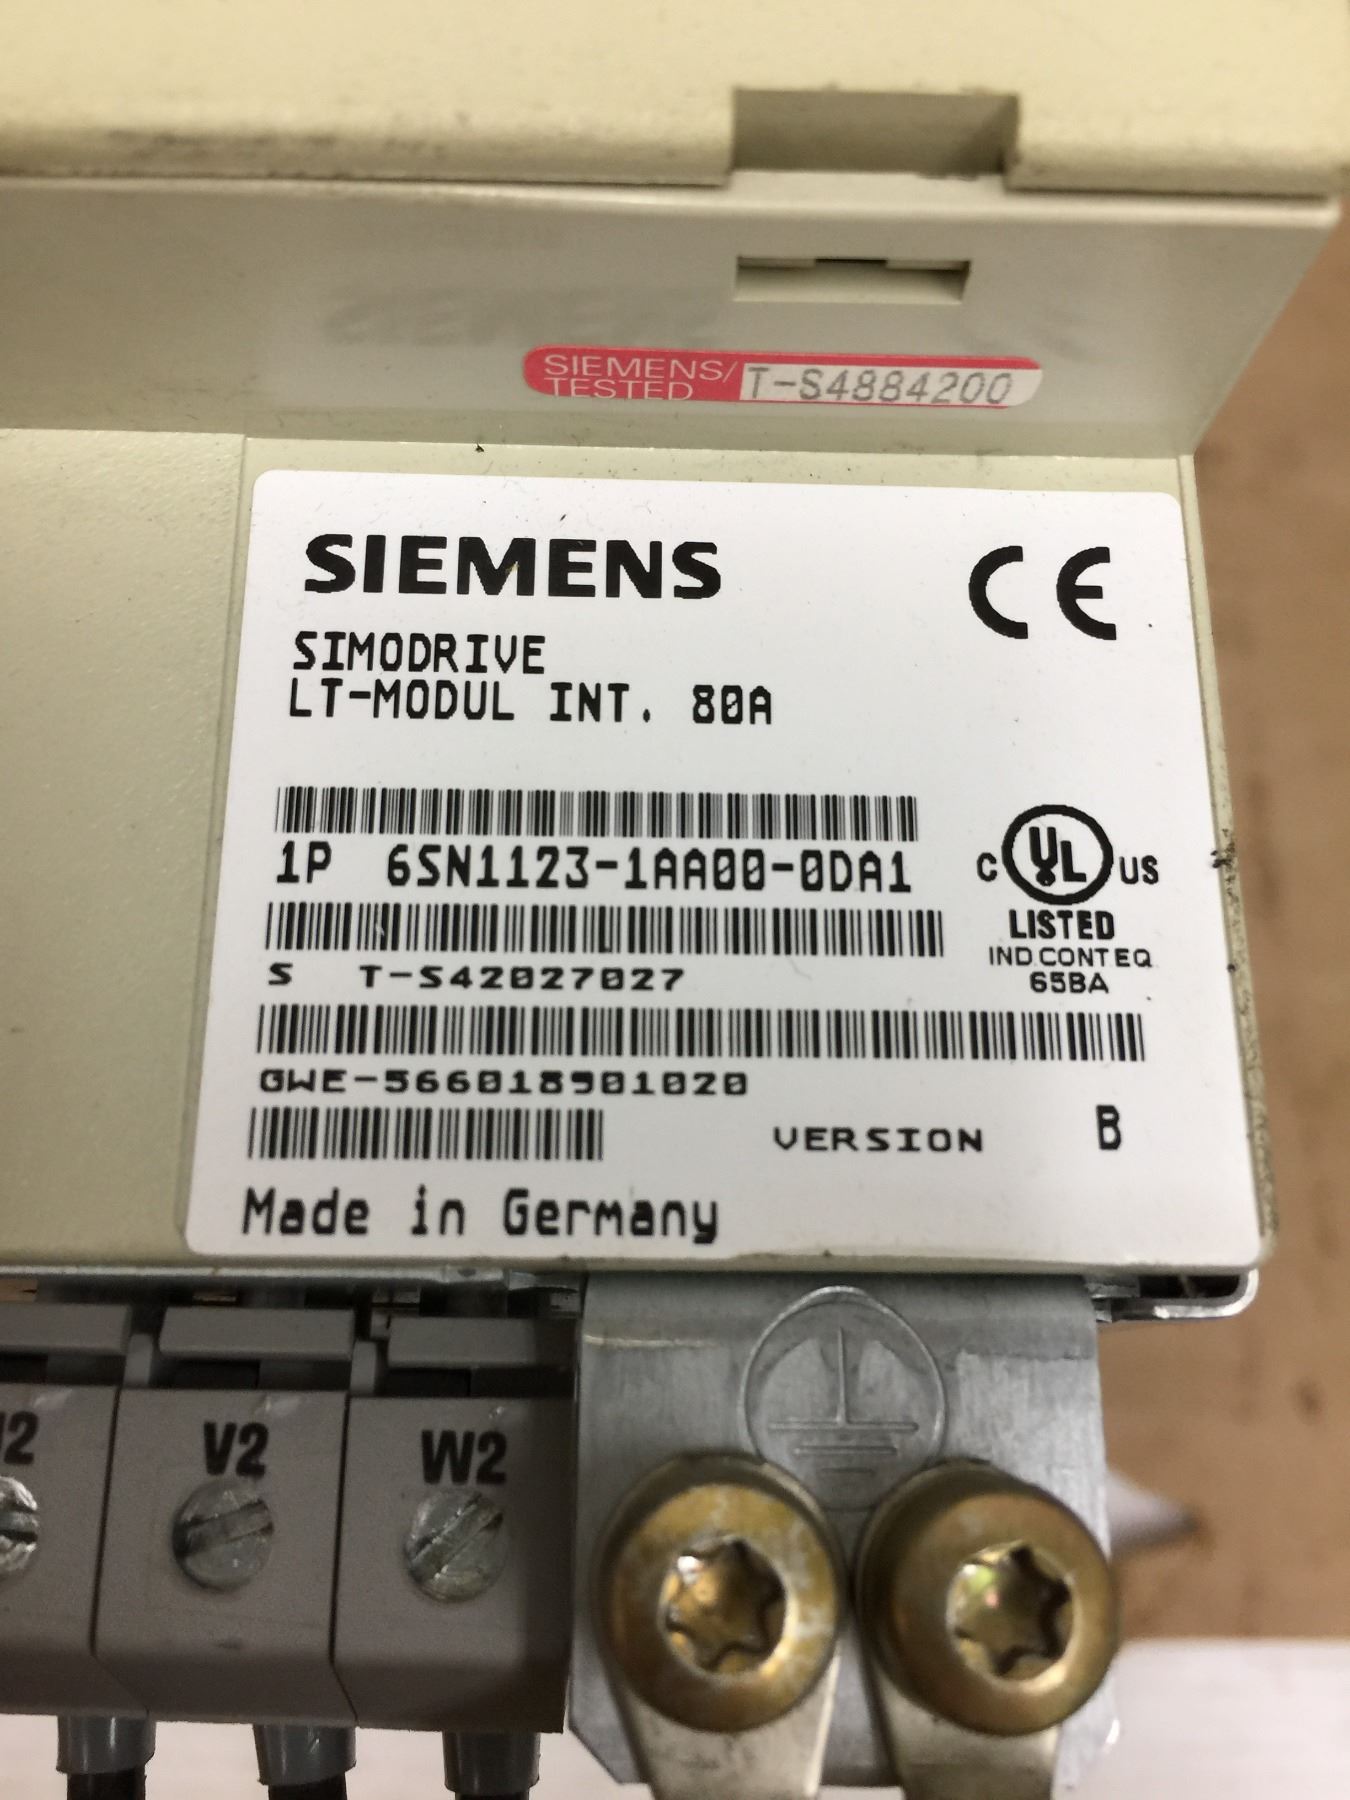 SIEMENS/
TESTED
T-S4884200
SIEMENS
CE
SIMODRIVE
LT-MODUL INT. 80A
1P 6SN1123-1AA00-0DA1
C UL US
LISTED
IND CONT EQ
65BA
S T-S42027027
GWE-566018901020
VERSION B
Made in Germany
V2
W2